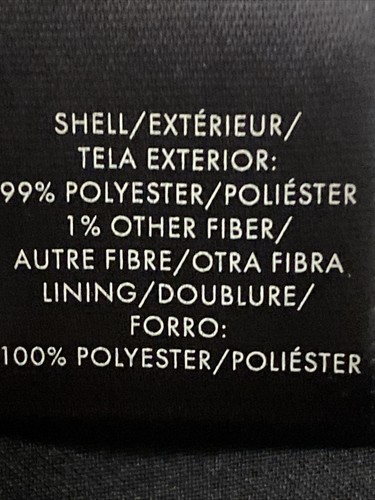 SHELL/EXTÉRIEUR/
TELA EXTERIOR:
99% POLYESTER/POLIÉSTER
1% OTHER FIBER/
AUTRE FIBRE/OTRA FIBRA
LINING/DOUBLURE/
FORRO:
100% POLYESTER/POLIÉSTER